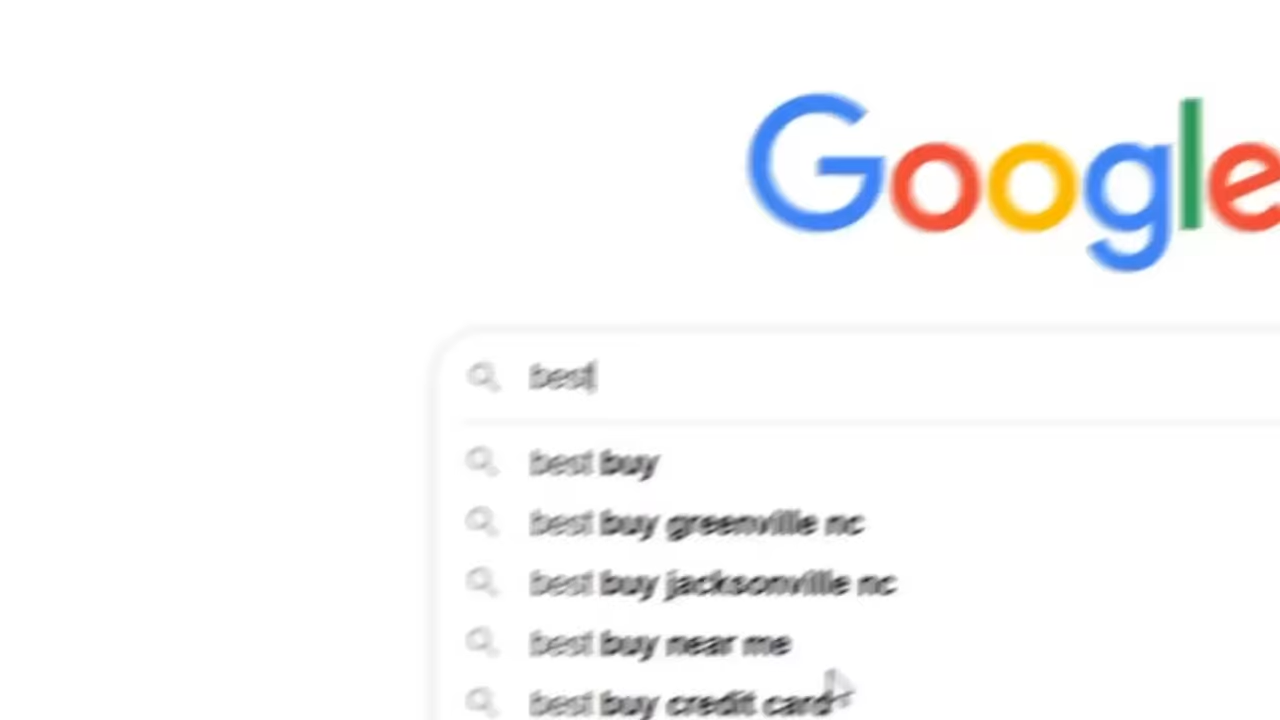 Google
best
best buy
best buy greenville nc
best buy jacksonville nc
best buy near me
best buy credit card